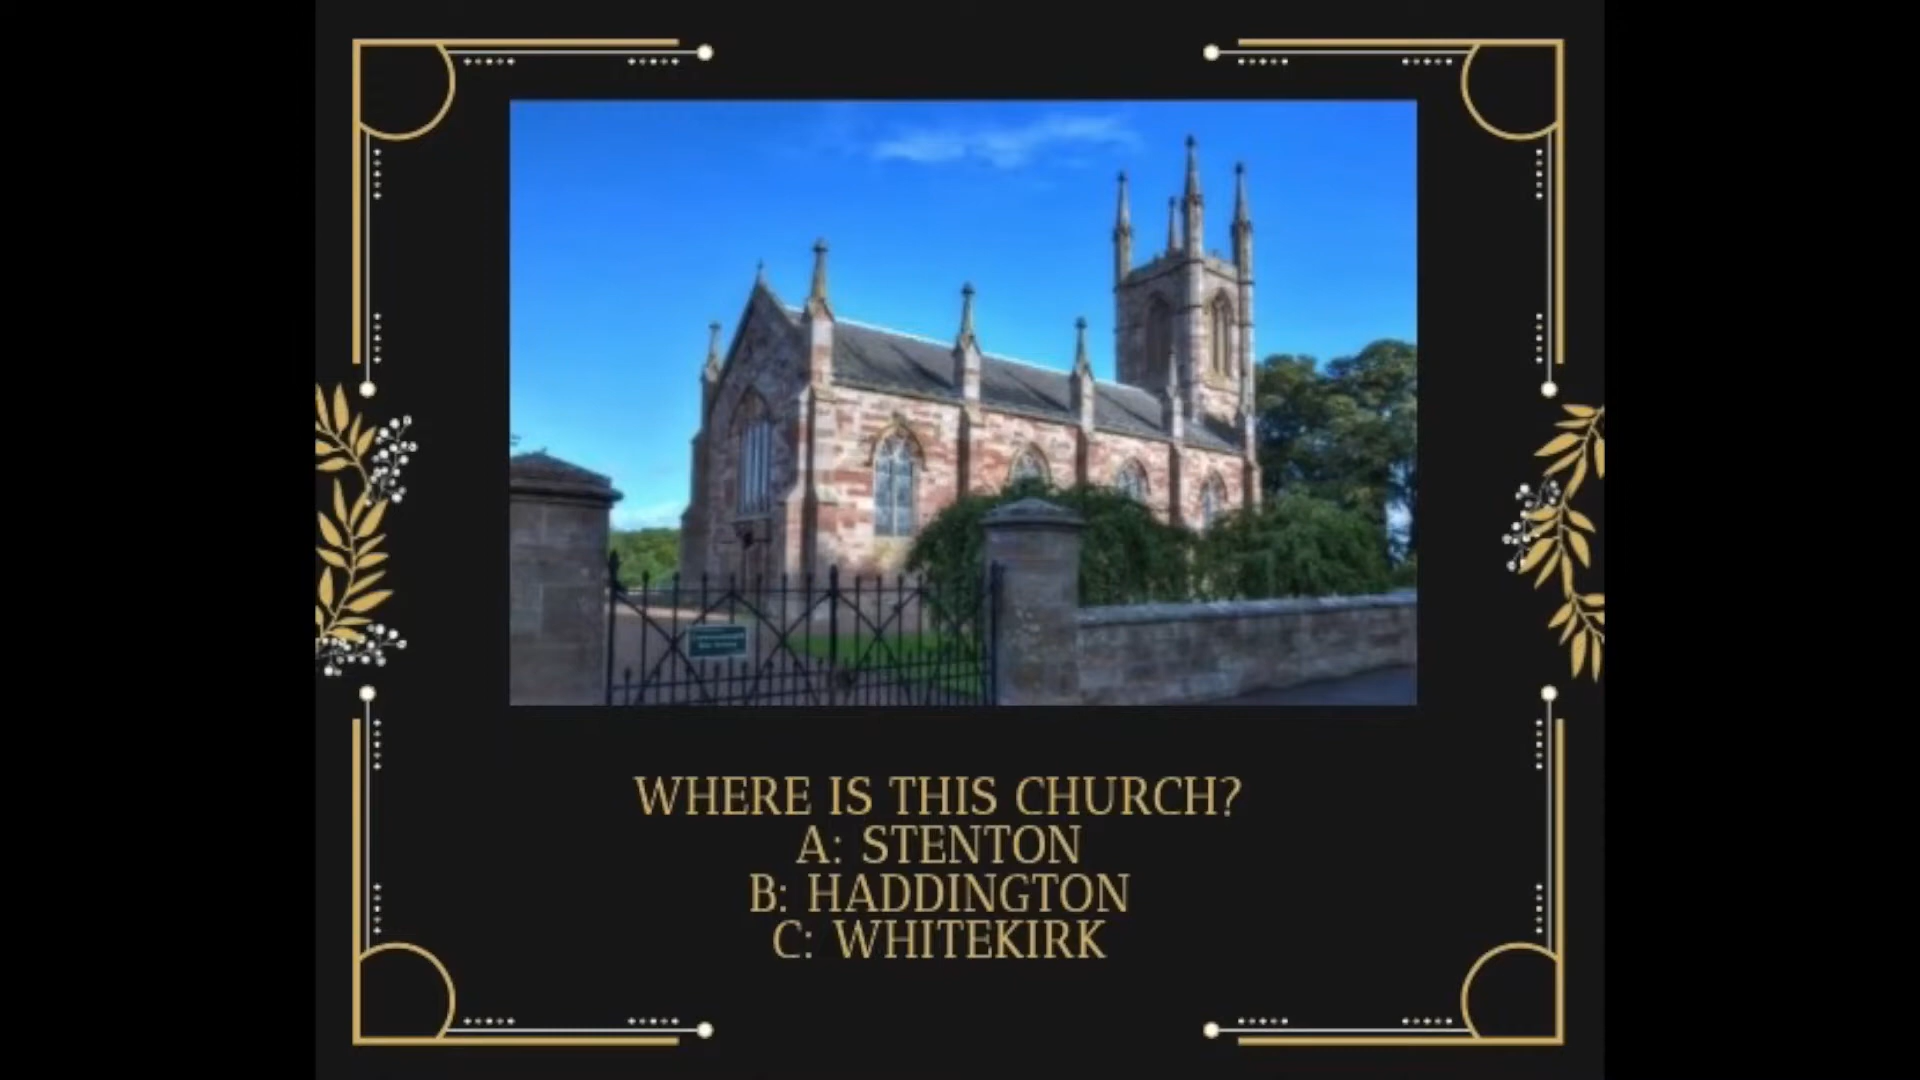 WHERE IS THIS CHURCH?
A: STENTON
B: HADDINGTON
C: WHITEKIRK